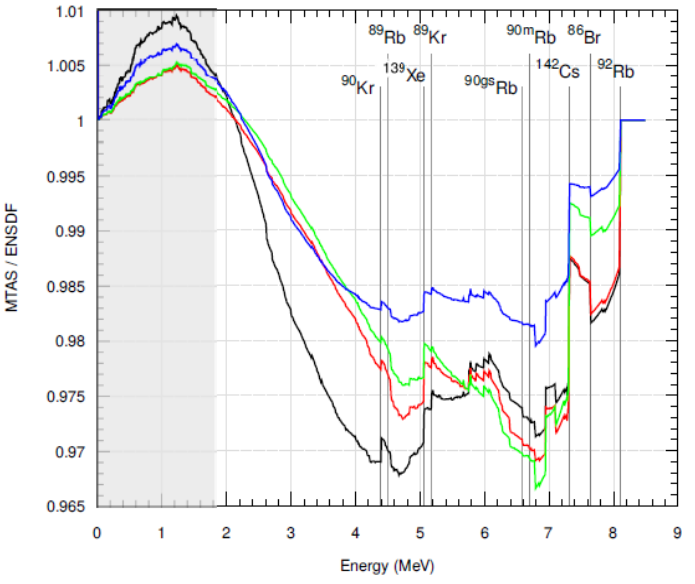 1.01
1.005
1
0.995
0.99
0.985
0.98
0.975
0.97
0.965
MTAS / ENSDF
⁸⁹Rb ⁸⁹Kr ⁹⁰ᵐRb ⁸⁶Br
⁹⁰Kr ¹³⁹Xe ⁹⁰ᵍˢRb ¹⁴²Cs ⁹²Rb
0 1 2 3 4 5 6 7 8 9
Energy (MeV)